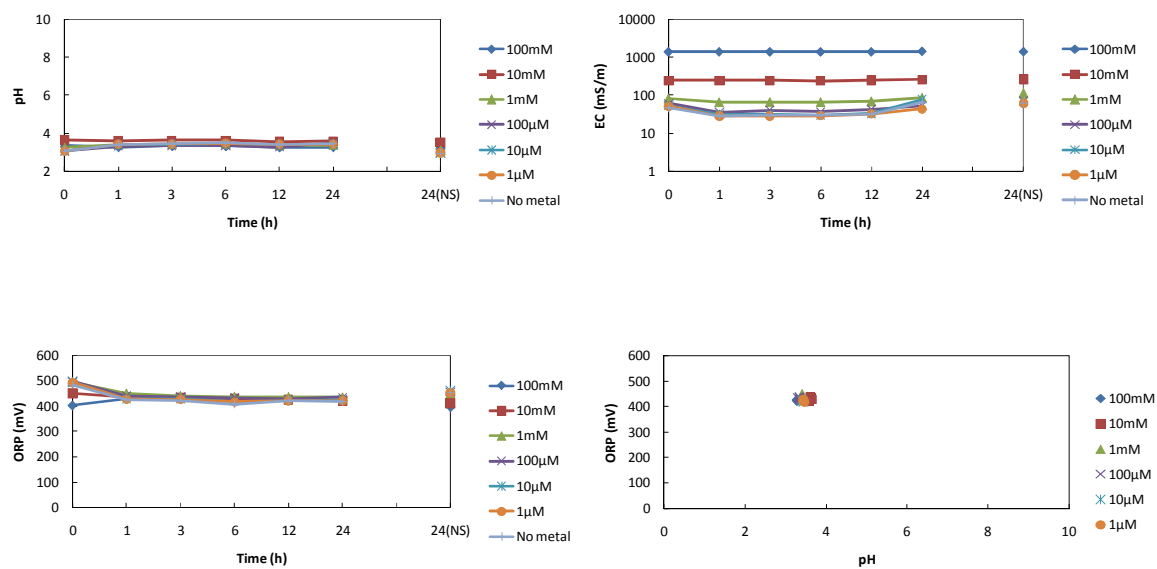 10
8
6
4
2
pH
0 1 3 6 12 24 24(NS)
Time (h)
100mM
10mM
1mM
100μM
10μM
1μM
No metal
10000
1000
100
10
1
EC (mS/m)
0 1 3 6 12 24 24(NS)
Time (h)
100mM
10mM
1mM
100μM
10μM
1μM
No metal
600
500
400
300
200
100
0
ORP (mV)
0 1 3 6 12 24 24(NS)
Time (h)
100mM
10mM
1mM
100μM
10μM
1μM
No metal
600
500
400
300
200
100
0
ORP (mV)
0 2 4 6 8 10
pH
100mM
10mM
1mM
100μM
10μM
1μM